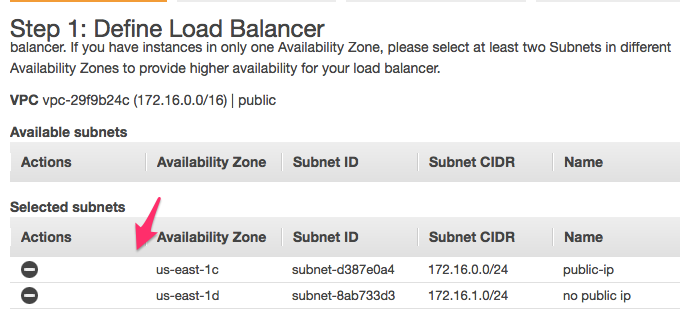 Step 1: Define Load Balancer
balancer. If you have instances in only one Availability Zone, please select at least two Subnets in different
Availability Zones to provide higher availability for your load balancer.
VPC vpc-29f9b24c (172.16.0.0/16) | public
Available subnets
Actions Availability Zone Subnet ID Subnet CIDR Name
Selected subnets
Actions Availability Zone Subnet ID Subnet CIDR Name
us-east-1c subnet-d387e0a4 172.16.0.0/24 public-ip
us-east-1d subnet-8ab733d3 172.16.1.0/24 no public ip